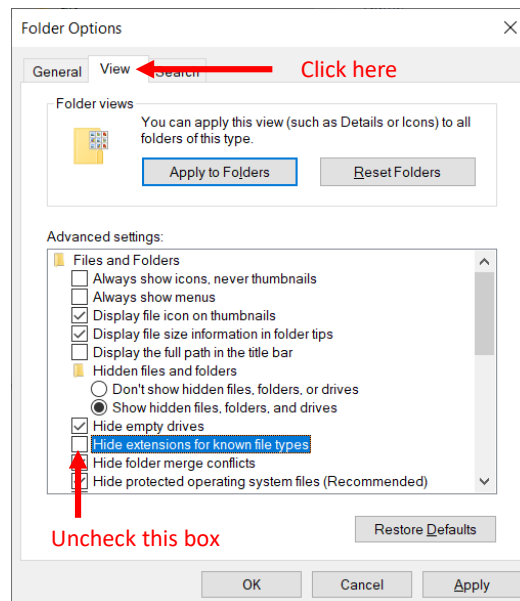 Folder Options
General View Search Click here
Folder views
You can apply this view (such as Details or Icons) to all
folders of this type.
Apply to Folders Reset Folders
Advanced settings:
Files and Folders
Always show icons, never thumbnails
Always show menus
Display file icon on thumbnails
Display file size information in folder tips
Display the full path in the title bar
Hidden files and folders
Don't show hidden files, folders, or drives
Show hidden files, folders, and drives
Hide empty drives
Hide extensions for known file types
Hide folder merge conflicts
Hide protected operating system files (Recommended)
Uncheck this box
Restore Defaults
OK Cancel Apply